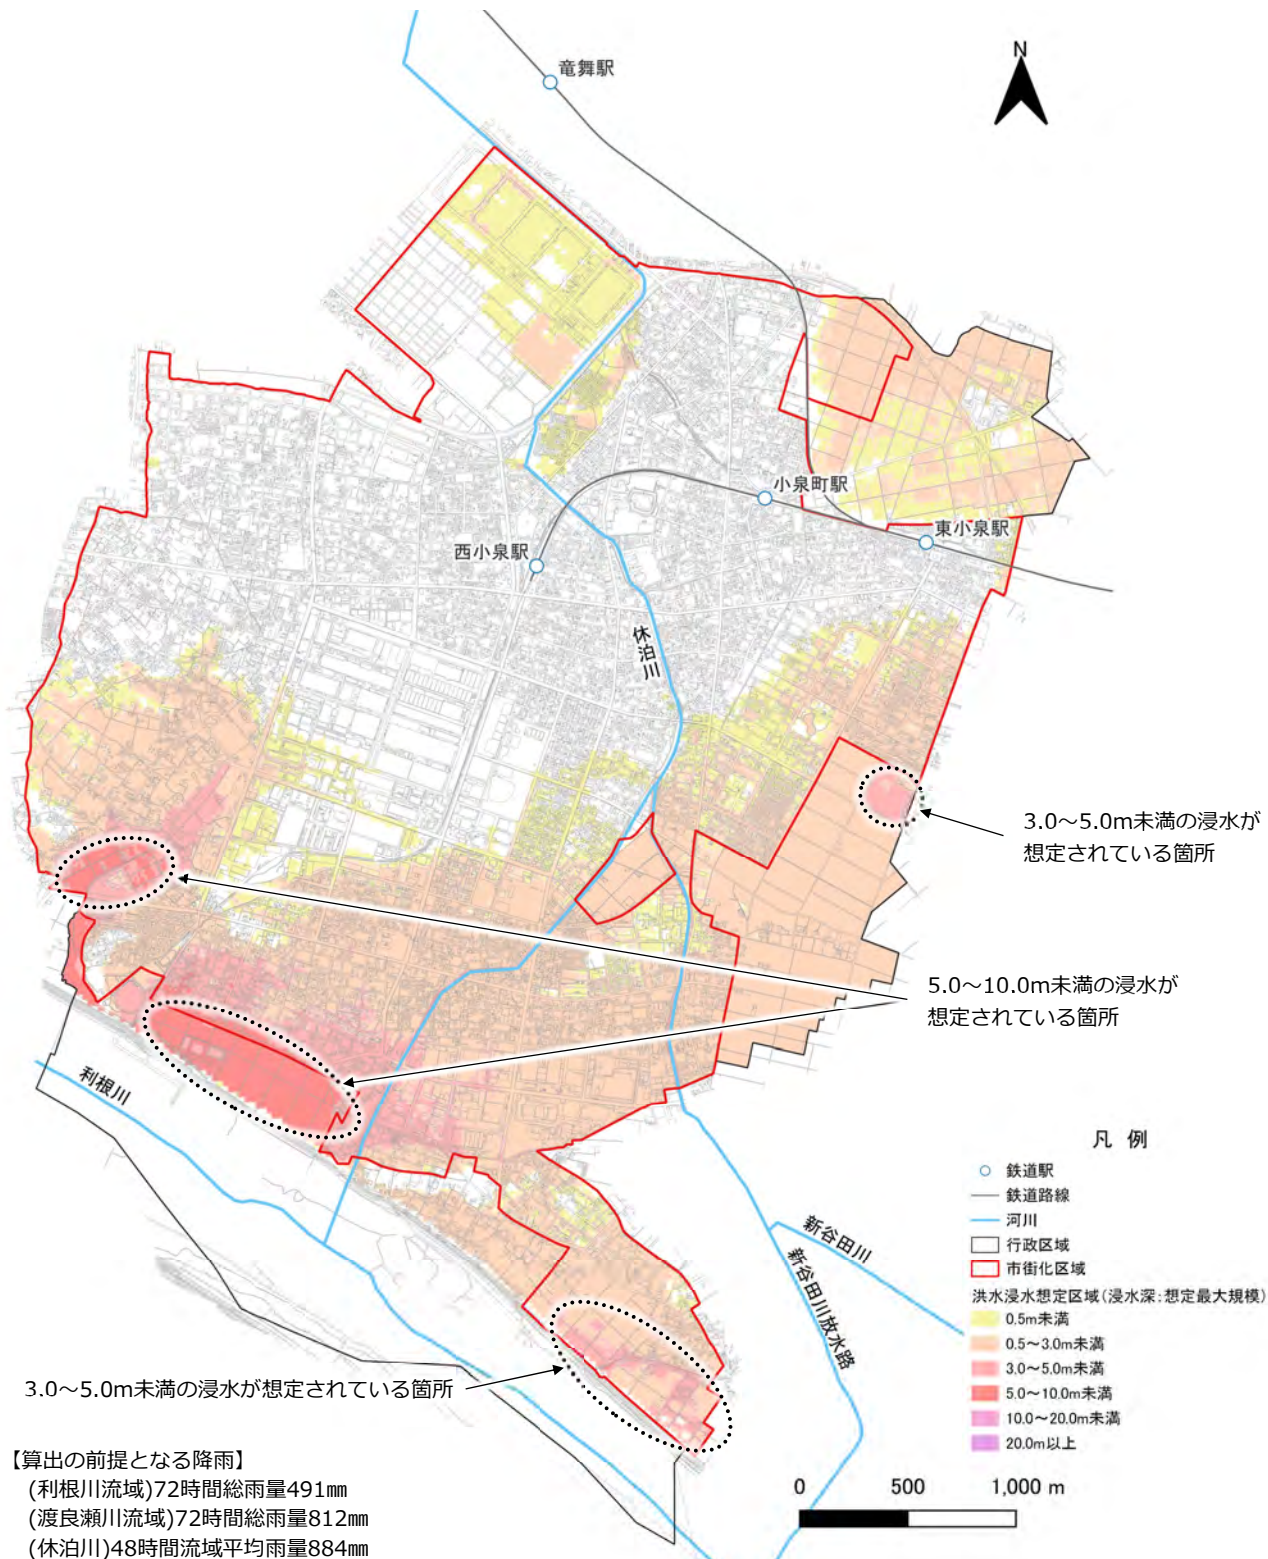 N
竜舞駅
小泉町駅
東小泉駅
西小泉駅
休泊川
3.0～5.0m未満の浸水が
想定されている箇所
5.0～10.0m未満の浸水が
想定されている箇所
利根川
新谷田川
新谷田川放水路
3.0～5.0m未満の浸水が想定されている箇所
凡 例
鉄道駅
鉄道路線
河川
行政区域
市街化区域
洪水浸水想定区域(浸水深:想定最大規模)
0.5m未満
0.5～3.0m未満
3.0～5.0m未満
5.0～10.0m未満
10.0～20.0m未満
20.0m以上
0 500 1,000 m
【算出の前提となる降雨】
(利根川流域)72時間総雨量491㎜
(渡良瀬川流域)72時間総雨量812㎜
(休泊川)48時間流域平均雨量884㎜